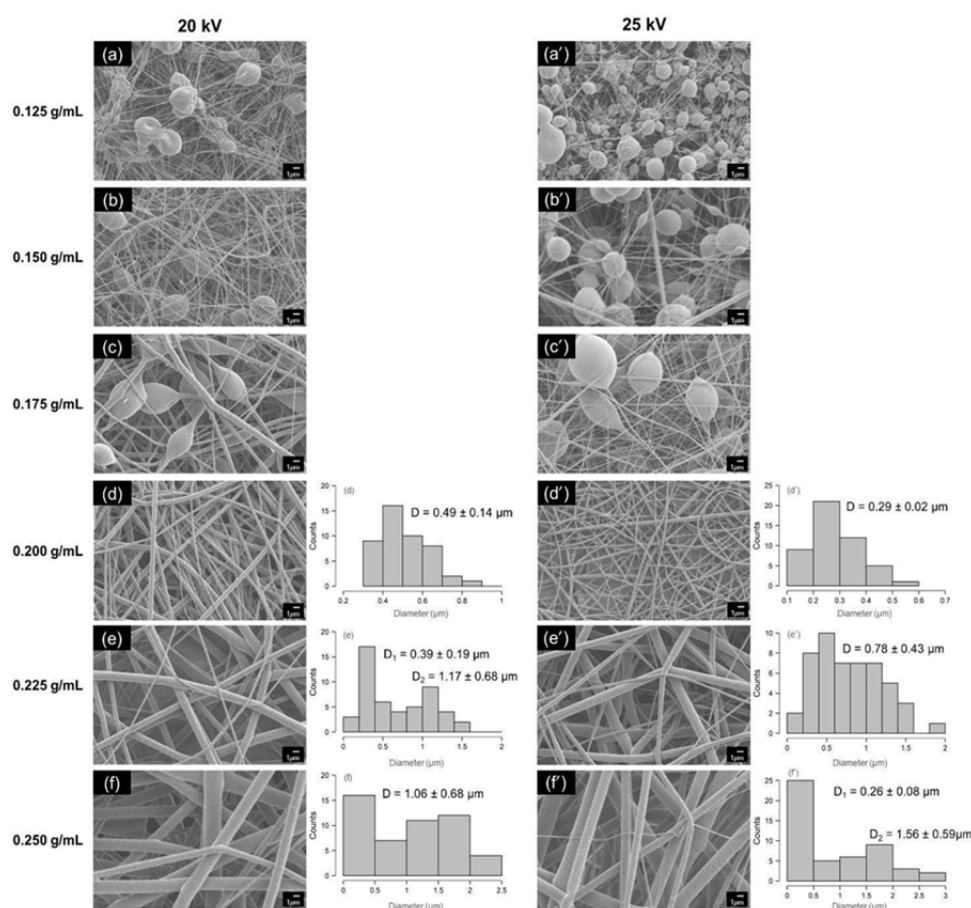 20 kV
25 kV
0.125 g/mL
(a)
1µm
(a′)
1µm
0.150 g/mL
(b)
1µm
(b′)
1µm
0.175 g/mL
(c)
1µm
(c′)
1µm
0.200 g/mL
(d)
1µm
(d)
D = 0.49 ± 0.14 µm
Counts
20
15
10
5
0
0.2 0.4 0.6 0.8 1
Diameter (µm)
(d′)
1µm
(d′)
D = 0.29 ± 0.02 µm
Counts
25
20
15
10
5
0
0.1 0.2 0.3 0.4 0.5 0.6 0.7
Diameter (µm)
0.225 g/mL
(e)
1µm
(e)
D₁ = 0.39 ± 0.19 µm
D₂ = 1.17 ± 0.68 µm
Counts
20
15
10
5
0
0 0.5 1 1.5 2
Diameter (µm)
(e′)
1µm
(e′)
D = 0.78 ± 0.43 µm
Counts
10
8
6
4
2
0
0 0.5 1 1.5 2
Diameter (µm)
0.250 g/mL
(f)
1µm
(f)
D = 1.06 ± 0.68 µm
Counts
20
15
10
5
0
0 0.5 1 1.5 2 2.5
Diameter (µm)
(f′)
1µm
(f′)
D₁ = 0.26 ± 0.08 µm
D₂ = 1.56 ± 0.59µm
Counts
25
20
15
10
5
0
0 0.5 1 1.5 2 2.5 3
Diameter (µm)